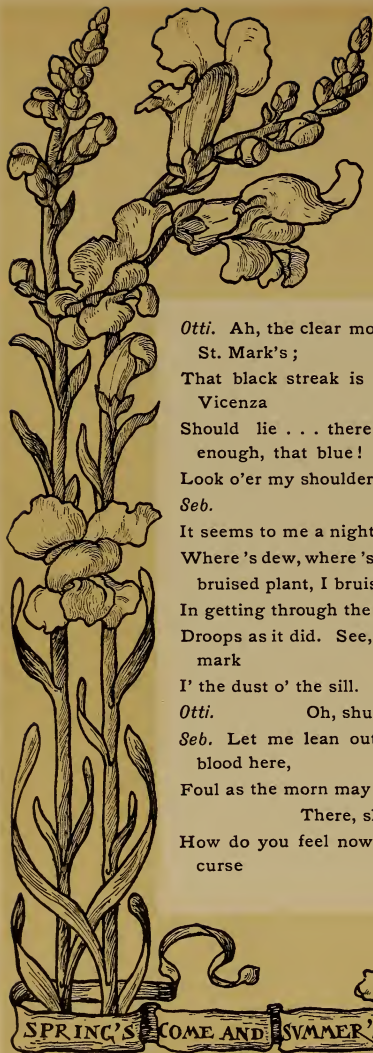 Otti. Ah, the clear mo
St. Mark's ;
That black streak is
Vicenza
Should lie . . . there
enough, that blue!
Look o'er my shoulder
Seb.
It seems to me a night
Where 's dew, where 's
bruised plant, I bruis
In getting through the
Droops as it did. See,
mark
I' the dust o' the sill.
Otti. Oh, shu
Seb. Let me lean out
blood here,
Foul as the morn may
There, s
How do you feel now
curse
SPRING'S COME AND SVMMER'